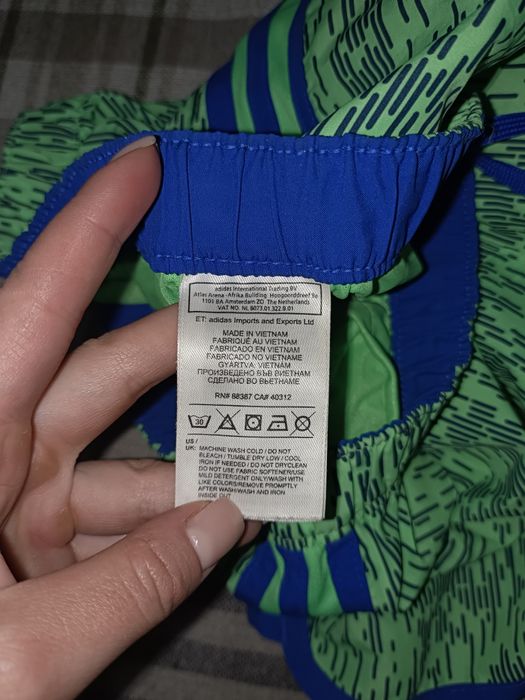 adidas International Trading BV
Atlas Arena - Afrika Building Hoogoorddreef 9a
1101 BA Amsterdam ZO The Netherlands
VAT NO. NL 8073.01.322.B.01
ET: adidas Imports and Exports Ltd
MADE IN VIETNAM
FABRIQUÉ AU VIETNAM
FABRICADO EN VIETNAM
FABRICADO NO VIETNAME
GYÁRTVA: VIETNAM
ПРОИЗВЕДЕНО ВЪВ ВИЕТНАМ
СДЕЛАНО ВО ВЬЕТНАМЕ
RN# 88387 CA# 40312
30
US /
UK: MACHINE WASH COLD / DO NOT
BLEACH / TUMBLE DRY LOW / COOL
IRON IF NEEDED / DO NOT DRYCLEAN
DO NOT USE FABRIC SOFTENER/USE
MILD DETERGENT ONLY/WASH WITH
LIKE COLORS/REMOVE PROMPTLY
AFTER WASH/WASH AND IRON
INSIDE OUT